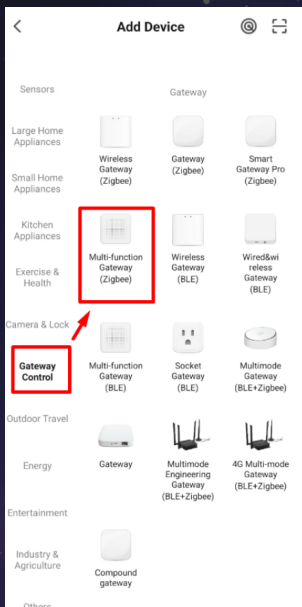 Add Device
Sensors
Large Home
Appliances
Small Home
Appliances
Kitchen
Appliances
Exercise &
Health
Camera & Lock
Gateway
Control
Outdoor Travel
Energy
Entertainment
Industry &
Agriculture
Others
Gateway
Wireless
Gateway
(Zigbee)
Gateway
(Zigbee)
Smart
Gateway Pro
(Zigbee)
Multi-function
Gateway
(Zigbee)
Wireless
Gateway
(BLE)
Wired&wi
reless
Gateway
(BLE)
Multi-function
Gateway
(BLE)
Socket
Gateway
(BLE)
Multimode
Gateway
(BLE+Zigbee)
Gateway
Multimode
Engineering
Gateway
(BLE+Zigbee)
4G Multi-mode
Gateway
(BLE+Zigbee)
Compound
gateway